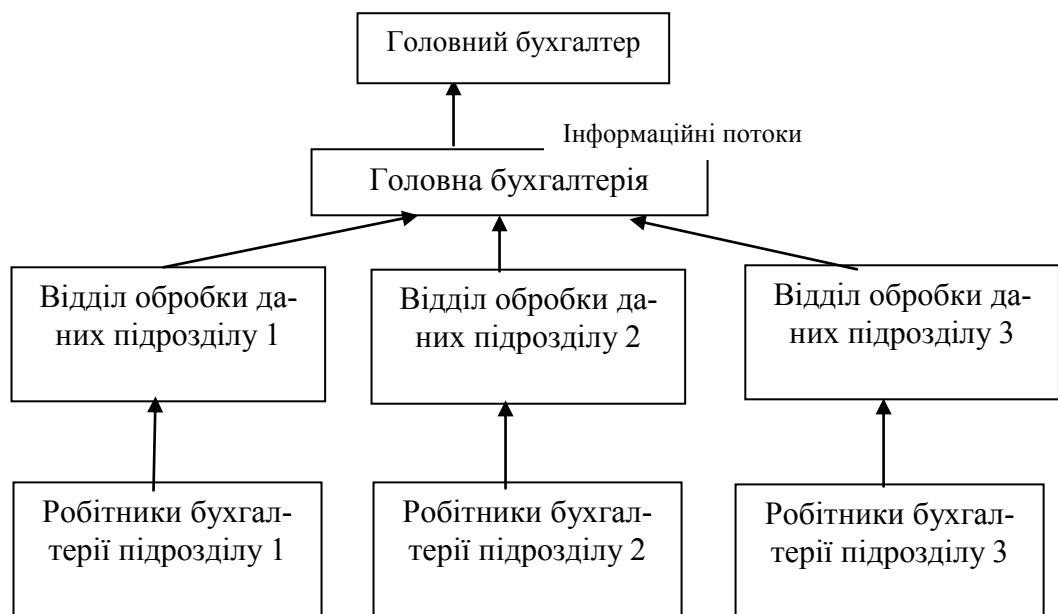 Головний бухгалтер
Інформаційні потоки
Головна бухгалтерія
Відділ обробки да-
них підрозділу 1
Відділ обробки да-
них підрозділу 2
Відділ обробки да-
них підрозділу 3
Робітники бухгал-
терії підрозділу 1
Робітники бухгал-
терії підрозділу 2
Робітники бухгал-
терії підрозділу 3